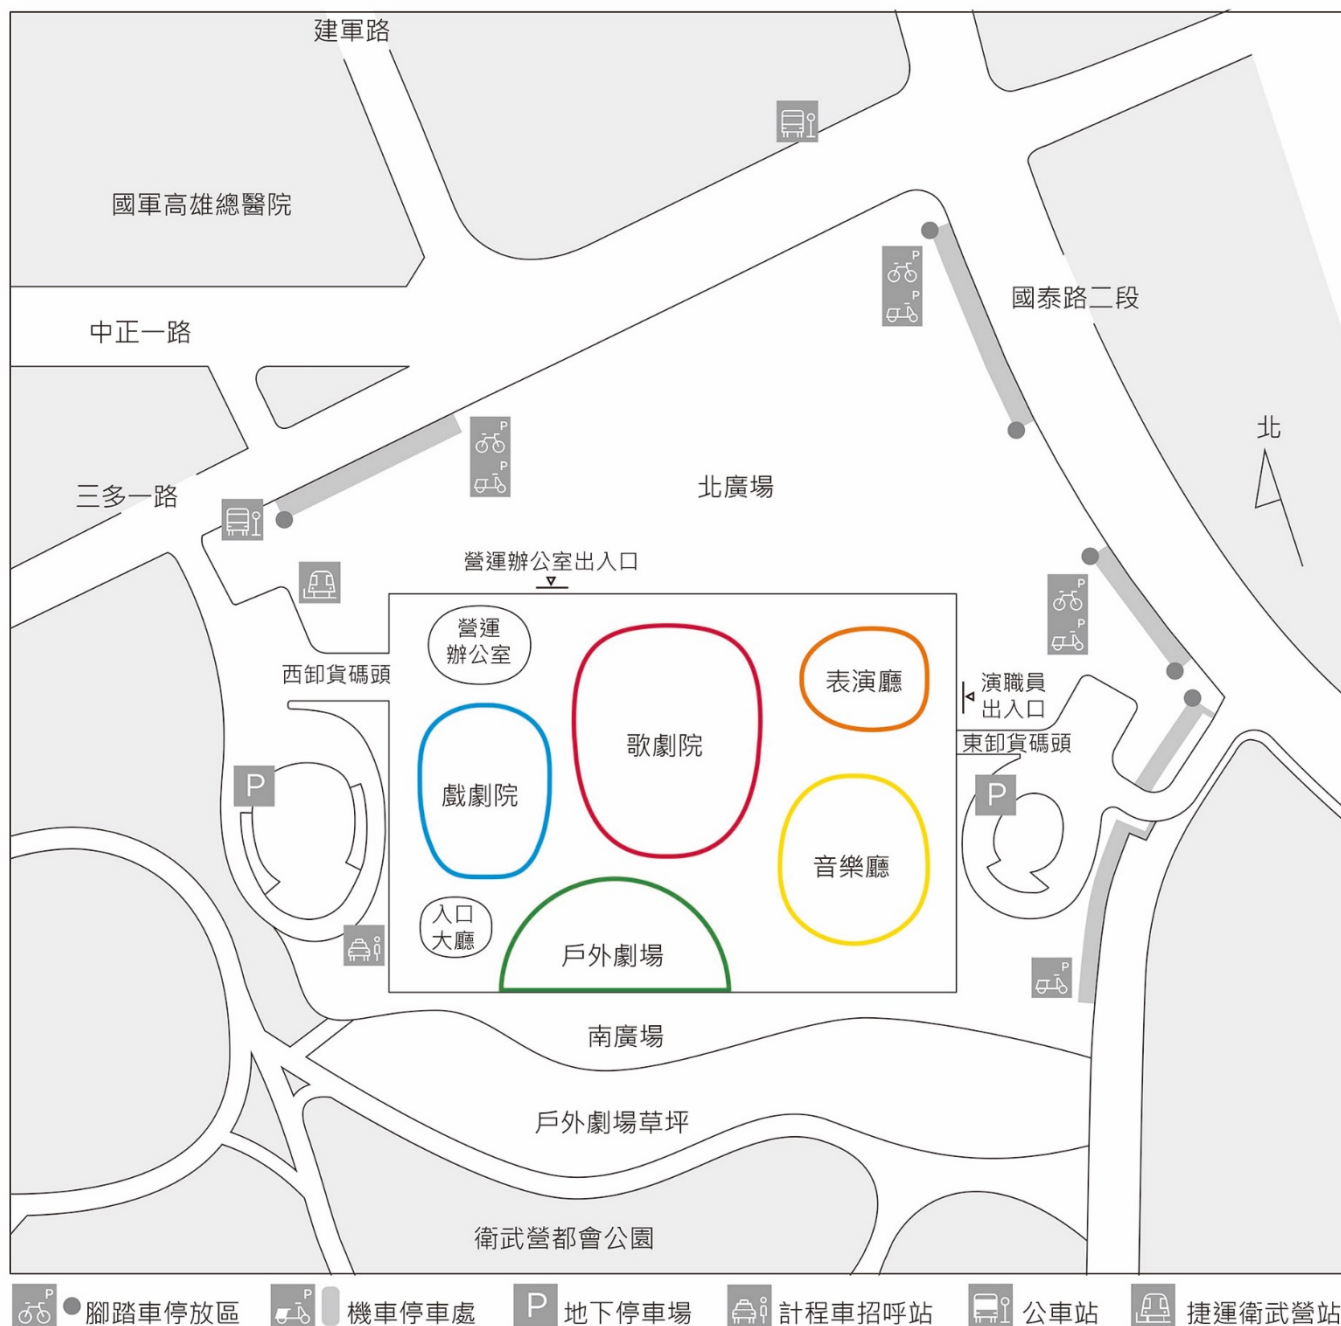 建軍路
國軍高雄總醫院
國泰路二段
中正一路
北
三多一路
北廣場
營運辦公室出入口
營運
辦公室
西卸貨碼頭
表演廳
演職員
出入口
歌劇院
東卸貨碼頭
戲劇院
P
P
音樂廳
入口
大廳
戶外劇場
南廣場
戶外劇場草坪
衛武營都會公園
腳踏車停放區
機車停車處
P 地下停車場
計程車招呼站
公車站
捷運衛武營站